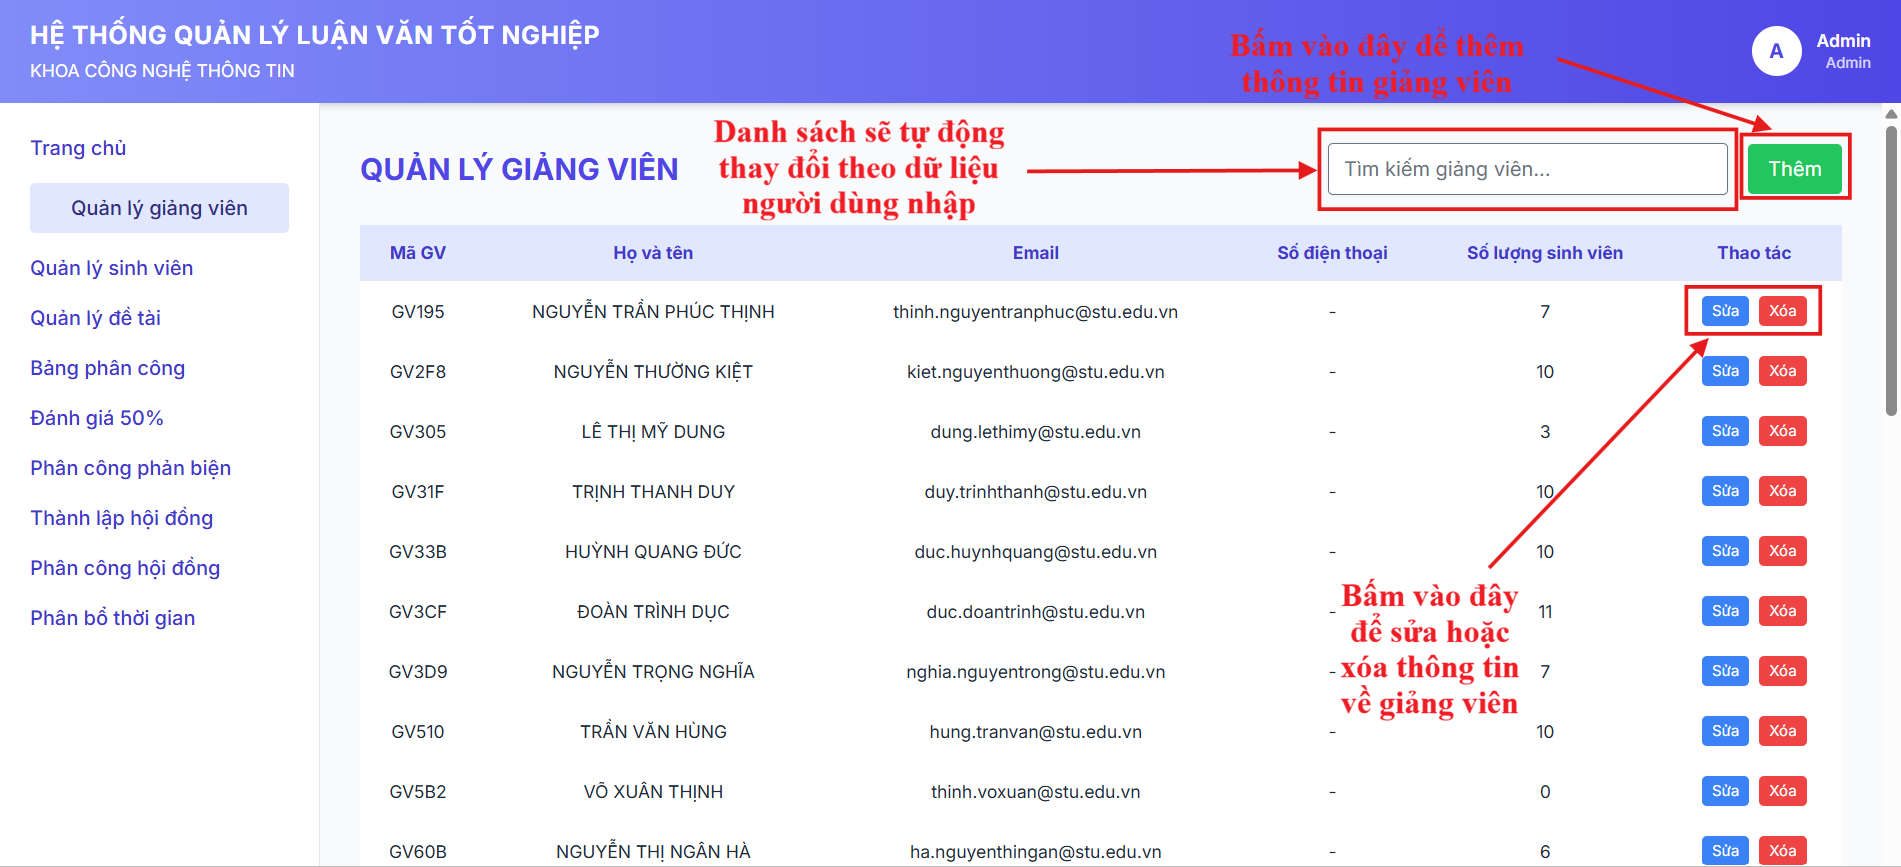 HỆ THỐNG QUẢN LÝ LUẬN VĂN TỐT NGHIỆP
KHOA CÔNG NGHỆ THÔNG TIN
Bấm vào đây để thêm
thông tin giảng viên
A
Admin
Admin
Trang chủ
Quản lý giảng viên
Quản lý sinh viên
Quản lý đề tài
Bảng phân công
Đánh giá 50%
Phân công phản biện
Thành lập hội đồng
Phân công hội đồng
Phân bổ thời gian
QUẢN LÝ GIẢNG VIÊN
Danh sách sẽ tự động
thay đổi theo dữ liệu
người dùng nhập
Tìm kiếm giảng viên...
Thêm
Mã GV Họ và tên Email Số điện thoại Số lượng sinh viên Thao tác
GV195 NGUYỄN TRẦN PHÚC THỊNH thinh.nguyentranphuc@stu.edu.vn - 7 Sửa Xóa
GV2F8 NGUYỄN THƯỜNG KIỆT kiet.nguyenthuong@stu.edu.vn - 10 Sửa Xóa
GV305 LÊ THỊ MỸ DUNG dung.lethimy@stu.edu.vn - 3 Sửa Xóa
GV31F TRỊNH THANH DUY duy.trinhthanh@stu.edu.vn - 10 Sửa Xóa
GV33B HUỲNH QUANG ĐỨC duc.huynhquang@stu.edu.vn - 10 Sửa Xóa
GV3CF ĐOÀN TRÌNH DỤC duc.doantrinh@stu.edu.vn - 11 Sửa Xóa
GV3D9 NGUYỄN TRỌNG NGHĨA nghia.nguyentrong@stu.edu.vn - 7 Sửa Xóa
GV510 TRẦN VĂN HÙNG hung.tranvan@stu.edu.vn - 10 Sửa Xóa
GV5B2 VÕ XUÂN THỊNH thinh.voxuan@stu.edu.vn - 0 Sửa Xóa
GV60B NGUYỄN THỊ NGÂN HÀ ha.nguyenthingan@stu.edu.vn - 6 Sửa Xóa
Bấm vào đây
để sửa hoặc
xóa thông tin
về giảng viên